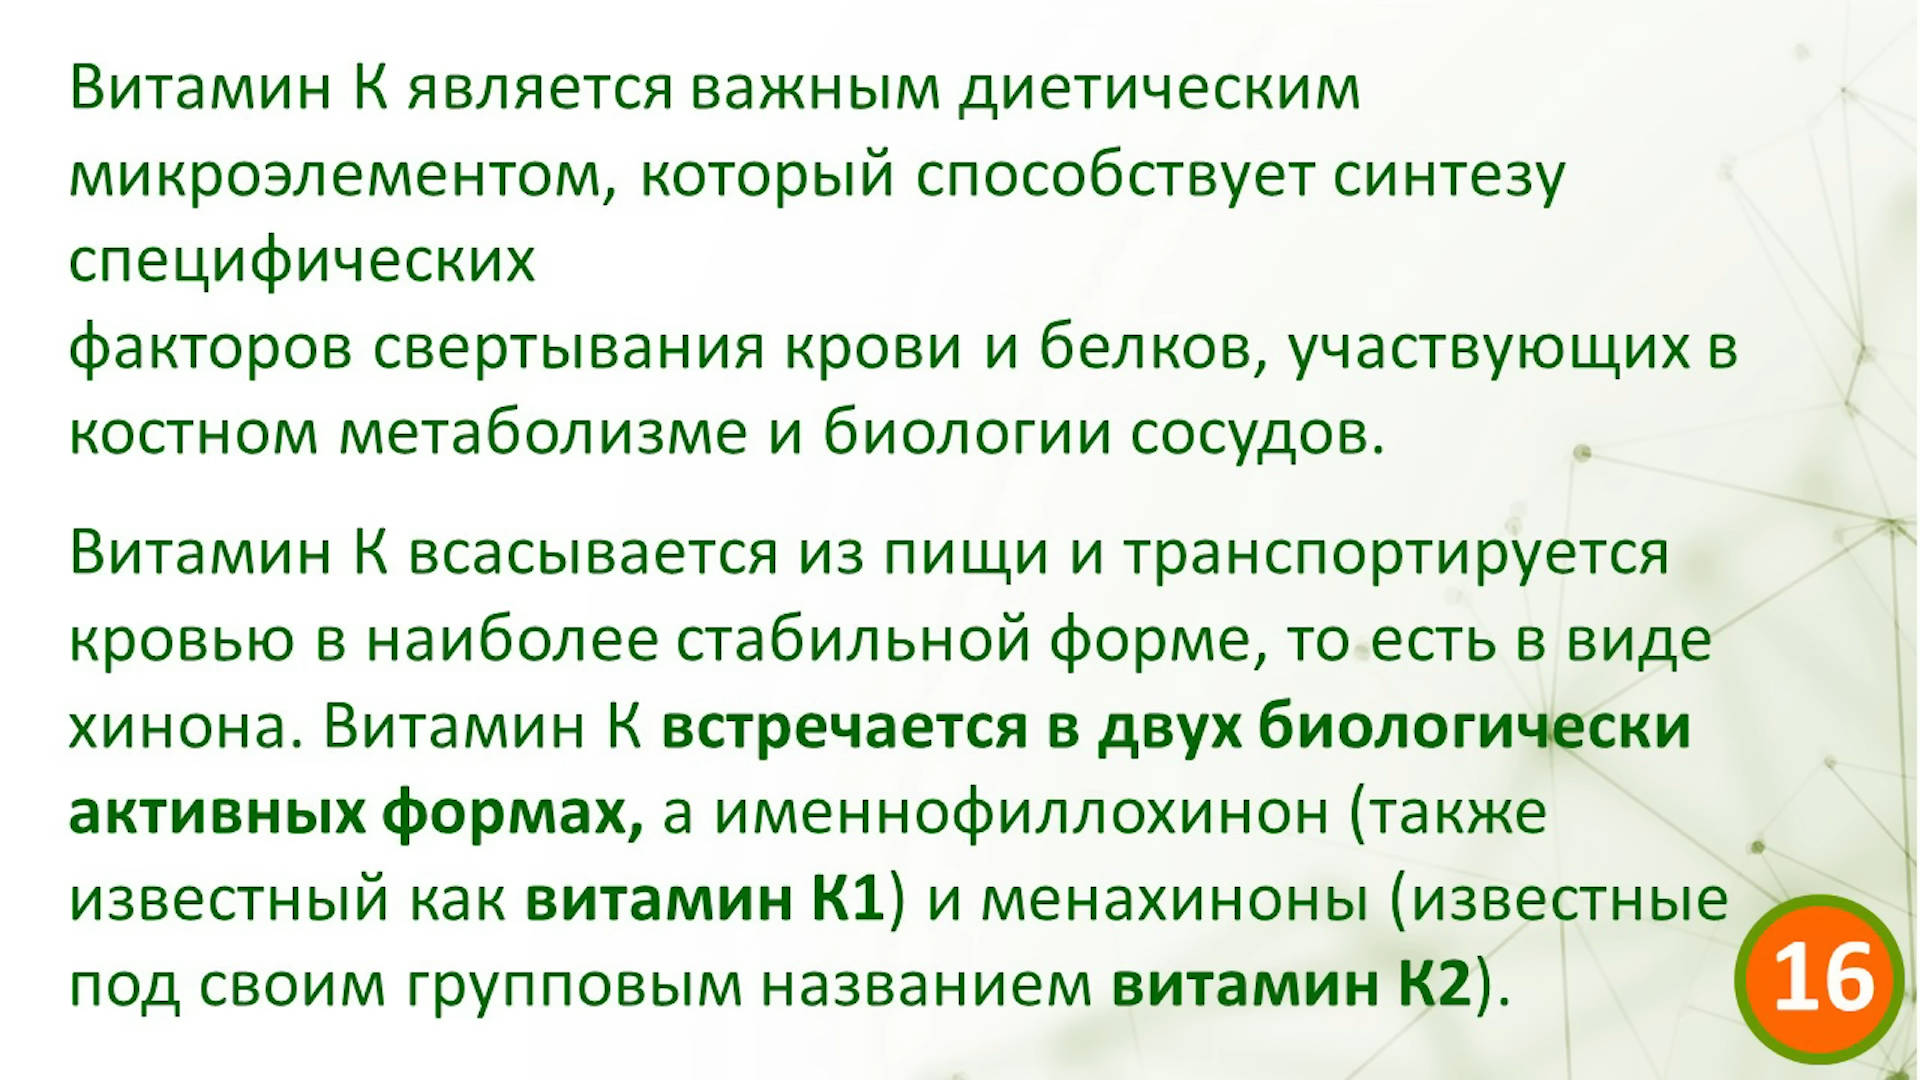 Витамин К является важным диетическим
микроэлементом, который способствует синтезу
специфических
факторов свертывания крови и белков, участвующих в
костном метаболизме и биологии сосудов.
Витамин К всасывается из пищи и транспортируется
кровью в наиболее стабильной форме, то есть в виде
хинона. Витамин К встречается в двух биологически
активных формах, а именнофиллохинон (также
известный как витамин К1) и менахиноны (известные
под своим групповым названием витамин К2).
16